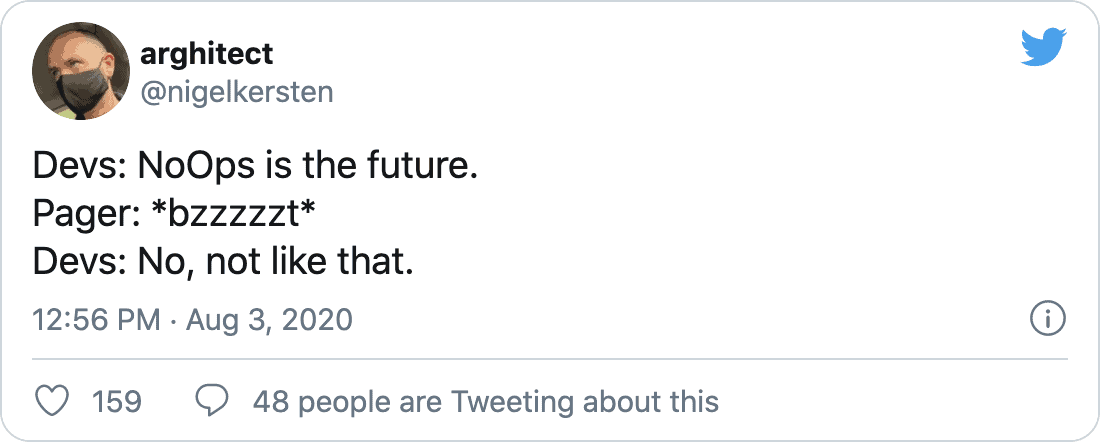 arghitect
@nigelkersten
Devs: NoOps is the future.
Pager: *bzzzzzt*
Devs: No, not like that.
12:56 PM · Aug 3, 2020
159 48 people are Tweeting about this